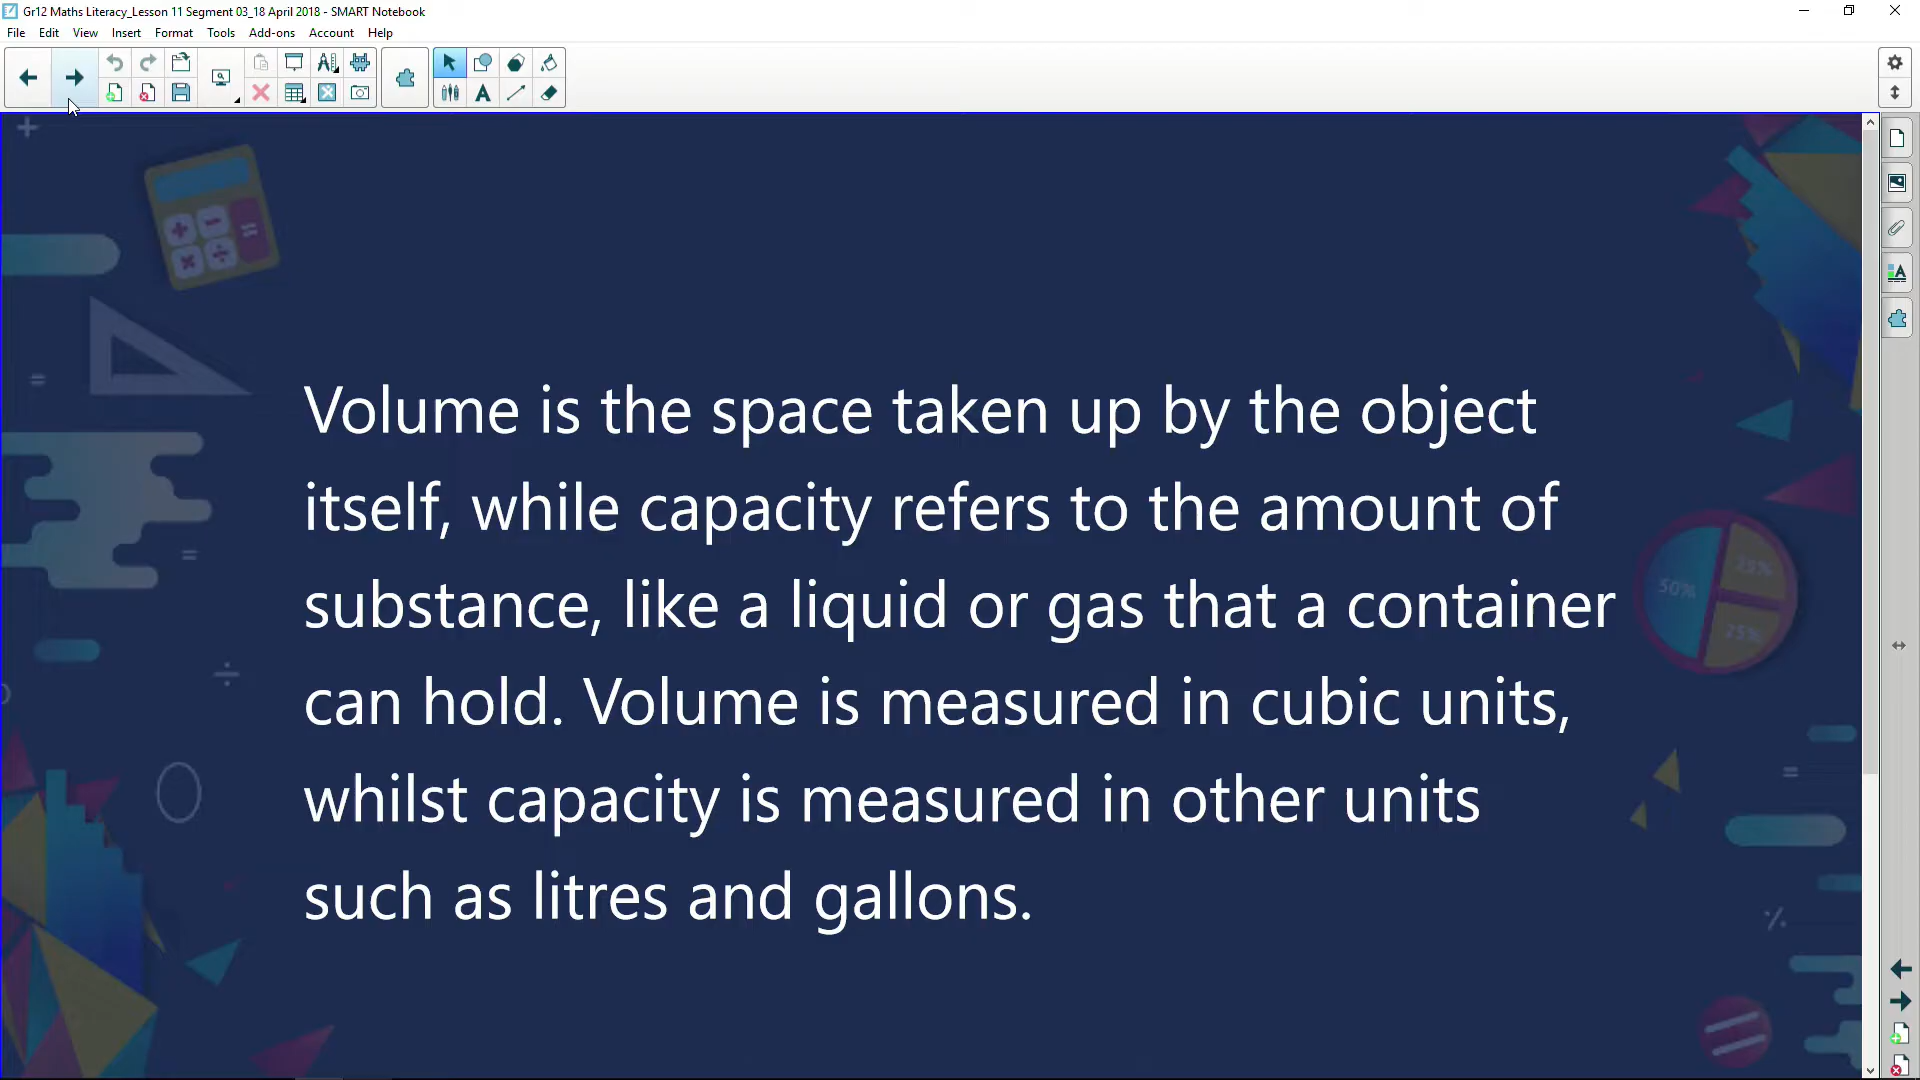 Gr12 Maths Literacy_Lesson 11 Segment 03_18 April 2018 - SMART Notebook
File Edit View Insert Format Tools Add-ons Account Help
Volume is the space taken up by the object
itself, while capacity refers to the amount of
substance, like a liquid or gas that a container
can hold. Volume is measured in cubic units,
whilst capacity is measured in other units
such as litres and gallons.
50%
25%
25%